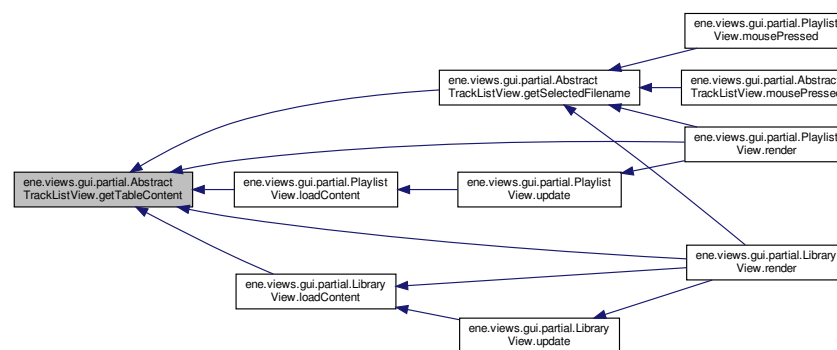 ene.views.gui.partial.Playlist
View.mousePressed
ene.views.gui.partial.Abstract
TrackListView.getSelectedFilename
ene.views.gui.partial.Abstract
TrackListView.mousePressed
ene.views.gui.partial.Playlist
View.render
ene.views.gui.partial.Abstract
TrackListView.getTableContent
ene.views.gui.partial.Playlist
View.loadContent
ene.views.gui.partial.Playlist
View.update
ene.views.gui.partial.Library
View.render
ene.views.gui.partial.Library
View.loadContent
ene.views.gui.partial.Library
View.update